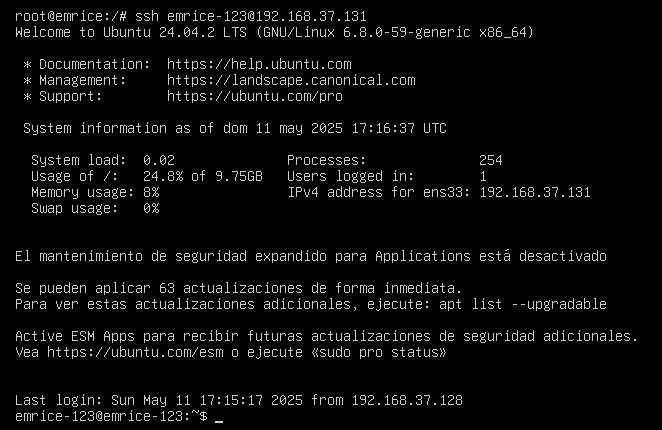 root@emrice:/# ssh emrice-123@192.168.37.131
Welcome to Ubuntu 24.04.2 LTS (GNU/Linux 6.8.0-59-generic x86_64)
* Documentation:  https://help.ubuntu.com
* Management:     https://landscape.canonical.com
* Support:        https://ubuntu.com/pro
System information as of dom 11 may 2025 17:16:37 UTC
System load:  0.02              Processes:              254
Usage of /:   24.8% of 9.75GB   Users logged in:        1
Memory usage: 8%                IPv4 address for ens33: 192.168.37.131
Swap usage:   0%
El mantenimiento de seguridad expandido para Applications está desactivado
Se pueden aplicar 63 actualizaciones de forma inmediata.
Para ver estas actualizaciones adicionales, ejecute: apt list --upgradable
Active ESM Apps para recibir futuras actualizaciones de seguridad adicionales.
Vea https://ubuntu.com/esm o ejecute «sudo pro status»
Last login: Sun May 11 17:15:17 2025 from 192.168.37.128
emrice-123@emrice-123:~$ _